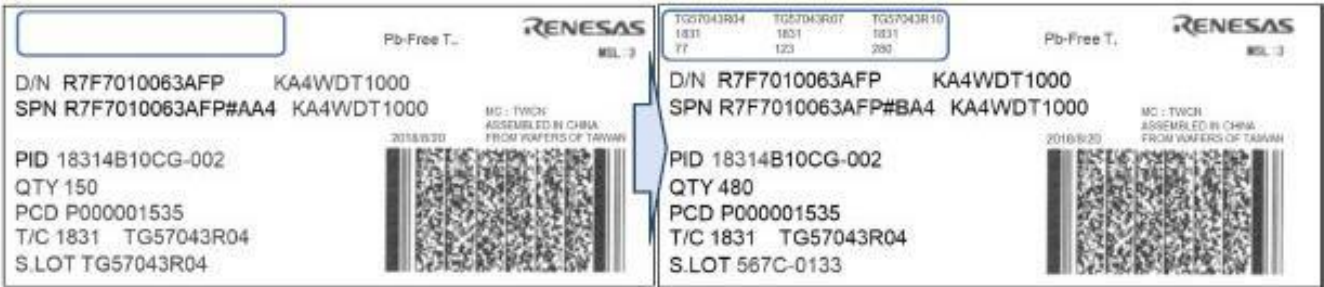 RENESAS
Pb-Free T..
MSL :3
D/N R7F7010063AFP KA4WDT1000
SPN R7F7010063AFP#AA4 KA4WDT1000
MC : TWCN
ASSEMBLED IN CHINA
2018/8/20 FROM WAFERS OF TAIWAN
PID 18314B10CG-002
QTY 150
PCD P000001535
T/C 1831 TG57043R04
S.LOT TG57043R04
TG57043R04 TG57043R07 TG57043R10
1831 1831 1831
77 123 280
RENESAS
Pb-Free T.
MSL :3
D/N R7F7010063AFP KA4WDT1000
SPN R7F7010063AFP#BA4 KA4WDT1000
MC : TWCN
ASSEMBLED IN CHINA
2018/8/20 FROM WAFERS OF TAIWAN
PID 18314B10CG-002
QTY 480
PCD P000001535
T/C 1831 TG57043R04
S.LOT 567C-0133